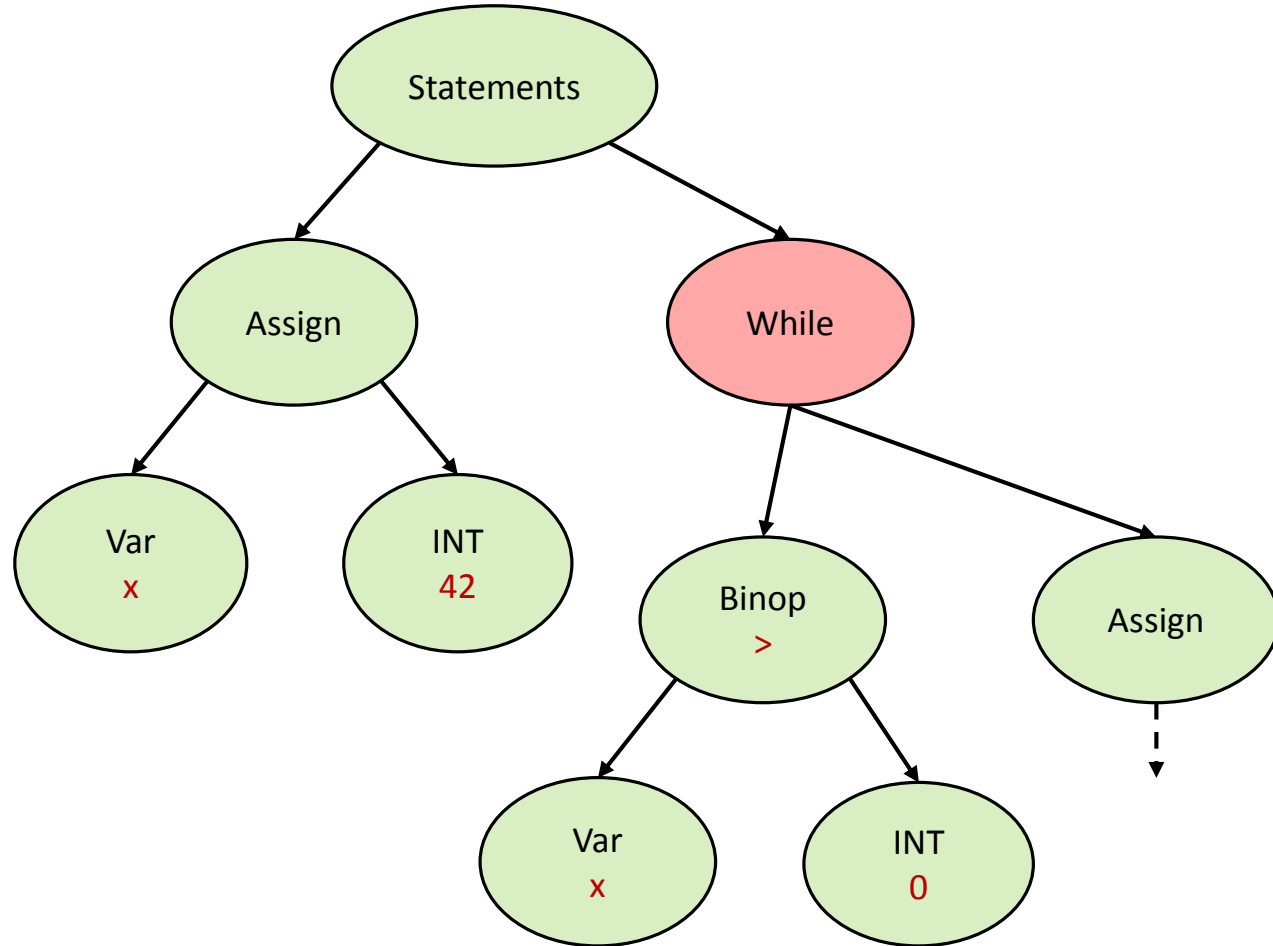 Statements
Assign
While
Var
x
INT
42
Binop
>
Assign
Var
x
INT
0